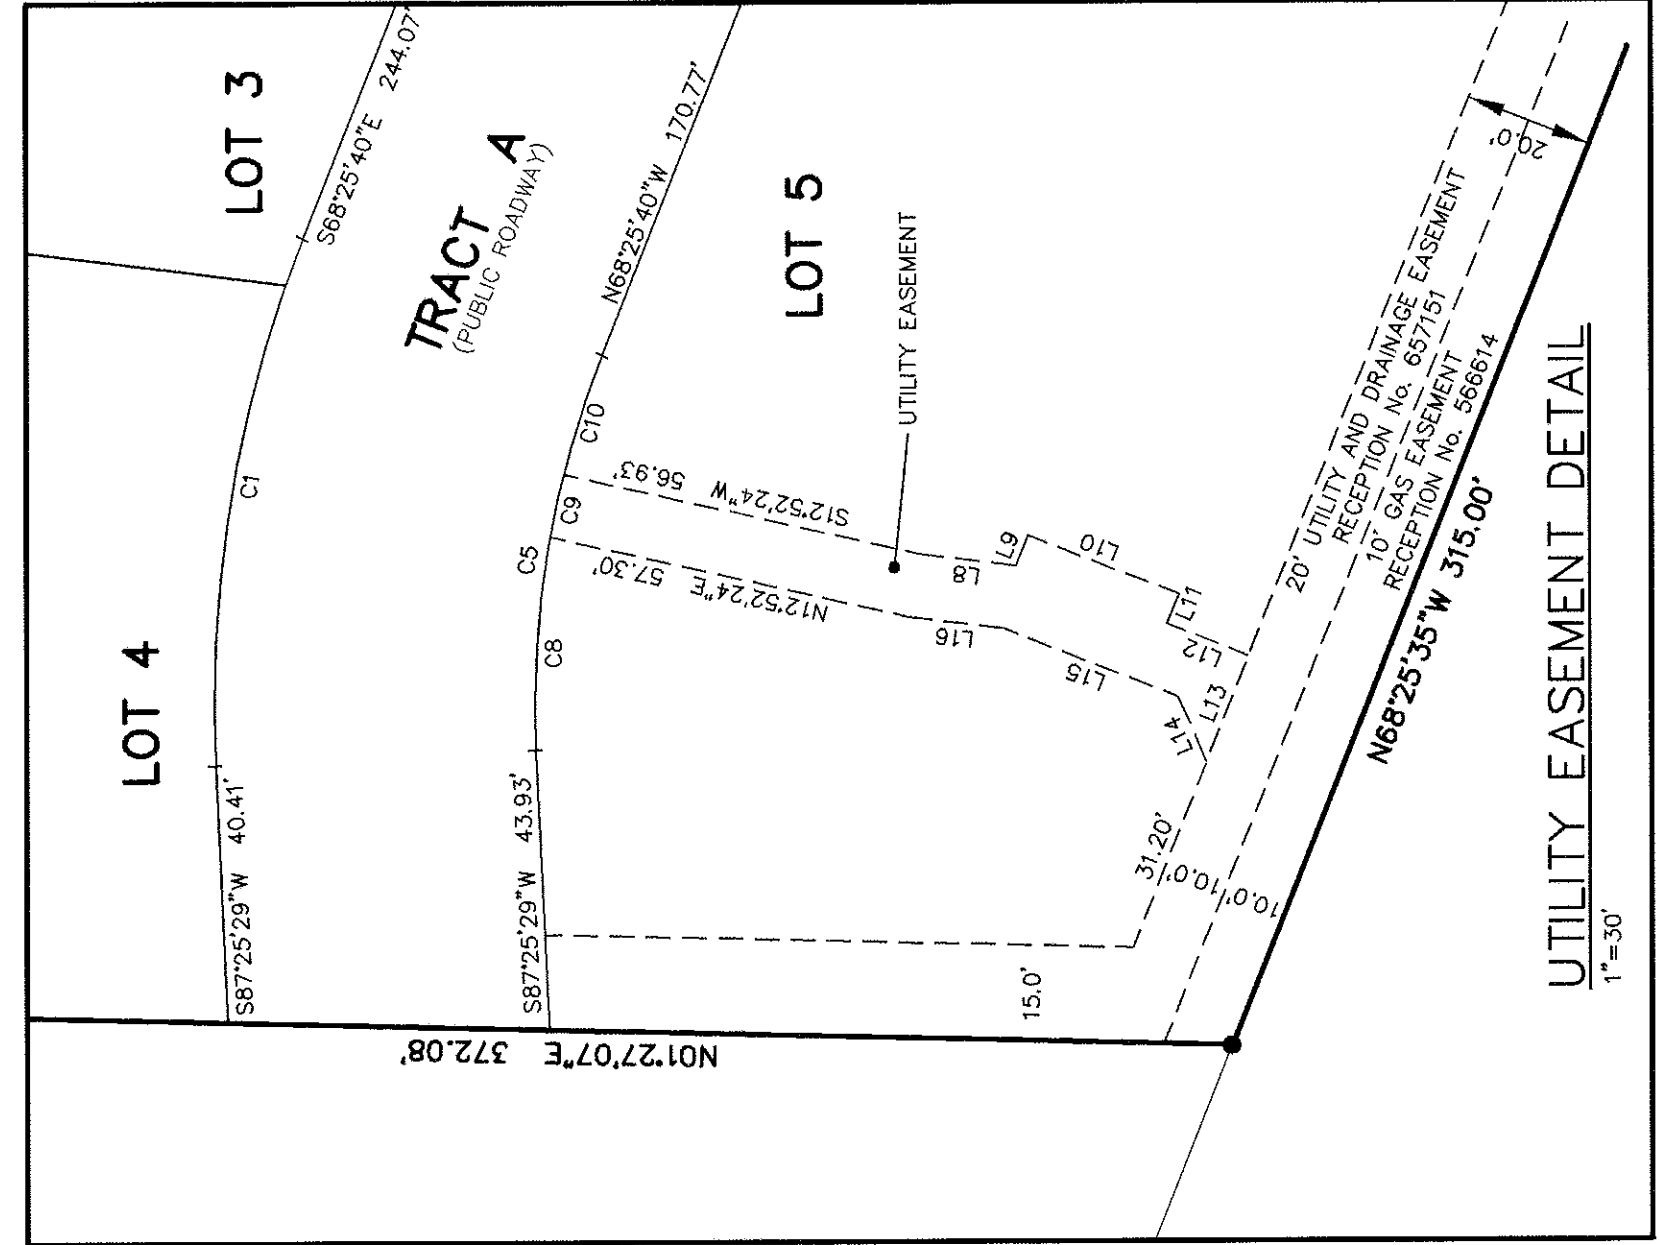 LOT 3
S68°25'40"E 244.07'
TRACT A
(PUBLIC ROADWAY)
N68°25'40"W 170.77'
LOT 4
C1
S87°25'29"W 40.41'
LOT 5
UTILITY EASEMENT
C10
C9
C5
C8
S87°25'29"W 43.93'
S12°52'24"W 56.93'
N12°52'24"E 57.30'
L8
L9
L10
L11
L12
L13
L14
L15
L16
20.0'
20' UTILITY AND DRAINAGE EASEMENT
RECEPTION No. 657151
10' GAS EASEMENT
RECEPTION No. 566614
31.20'
10.0'
10.0'
15.0'
N01°27'07"E 372.08'
N68°25'35"W 315.00'
UTILITY EASEMENT DETAIL
1"=30'